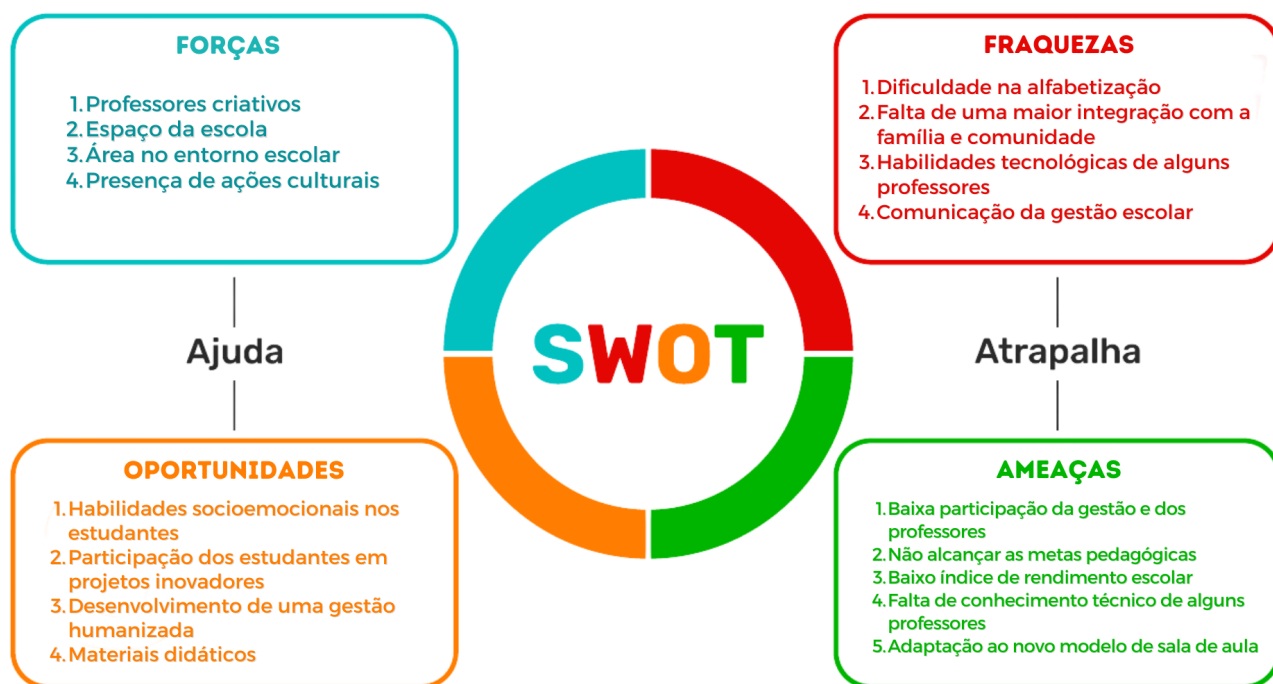 FORÇAS
1. Professores criativos
2. Espaço da escola
3. Área no entorno escolar
4. Presença de ações culturais
FRAQUEZAS
1. Dificuldade na alfabetização
2. Falta de uma maior integração com a
família e comunidade
3. Habilidades tecnológicas de alguns
professores
4. Comunicação da gestão escolar
Ajuda
SWOT
Atrapalha
OPORTUNIDADES
1. Habilidades socioemocionais nos
estudantes
2. Participação dos estudantes em
projetos inovadores
3. Desenvolvimento de uma gestão
humanizada
4. Materiais didáticos
AMEAÇAS
1. Baixa participação da gestão e dos
professores
2. Não alcançar as metas pedagógicas
3. Baixo índice de rendimento escolar
4. Falta de conhecimento técnico de alguns
professores
5. Adaptação ao novo modelo de sala de aula